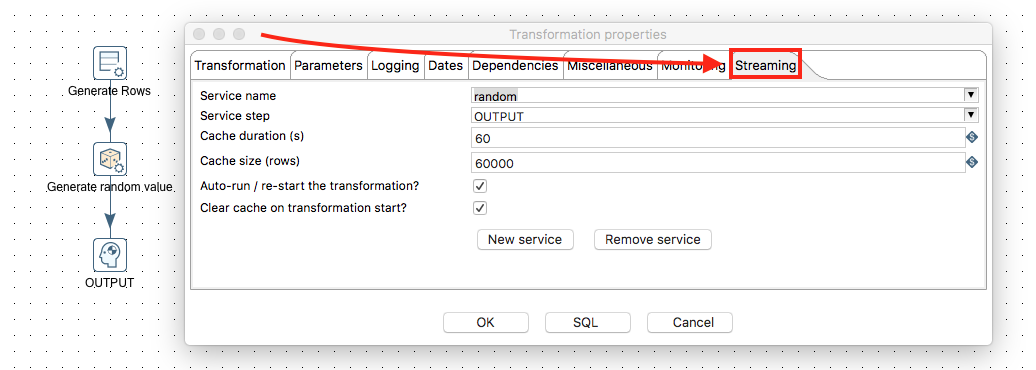 Transformation properties
Transformation Parameters Logging Dates Dependencies Miscellaneous Monitoring Streaming
Service name random
Service step OUTPUT
Cache duration (s) 60
Cache size (rows) 60000
Auto-run / re-start the transformation?
Clear cache on transformation start?
New service Remove service
OK SQL Cancel
Generate Rows
Generate random value
OUTPUT